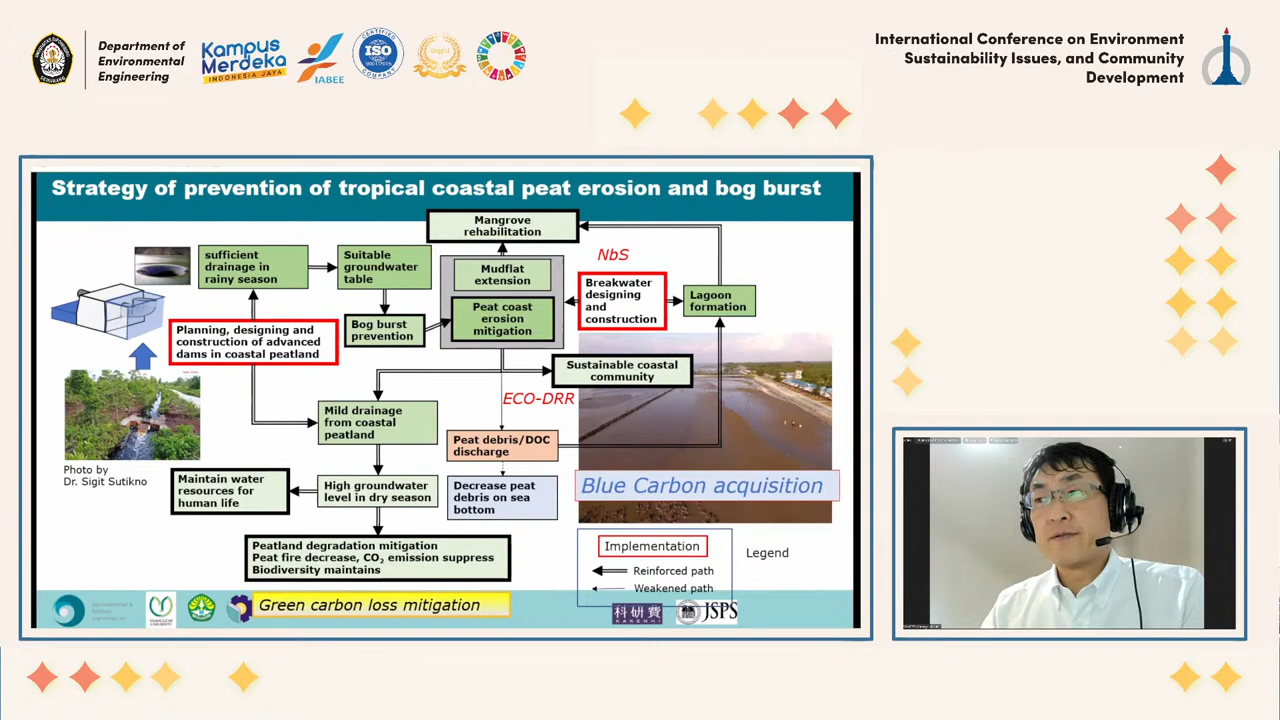 Department of
Environmental
Engineering
Kampus
Merdeka
INDONESIA JAYA
IABEE
CERTIFIED
ISO
COMPANY
International Conference on Environment
Sustainability Issues, and Community
Development
Strategy of prevention of tropical coastal peat erosion and bog burst
Mangrove
rehabilitation
NbS
sufficient
drainage in
rainy season
Suitable
groundwater
table
Mudflat
extension
Breakwater
designing
and
construction
Lagoon
formation
Peat coast
erosion
mitigation
Bog burst
prevention
Planning, designing and
construction of advanced
dams in coastal peatland
Sustainable coastal
community
ECO-DRR
Mild drainage
from coastal
peatland
Peat debris/DOC
discharge
Photo by
Dr. Sigit Sutikno
Maintain water
resources for
human life
High groundwater
level in dry season
Decrease peat
debris on sea
bottom
Blue Carbon acquisition
Peatland degradation mitigation
Peat fire decrease, CO₂ emission suppress
Biodiversity maintains
Implementation
Reinforced path
Weakened path
Legend
Green carbon loss mitigation
科研費
KAKENHI
JSPS